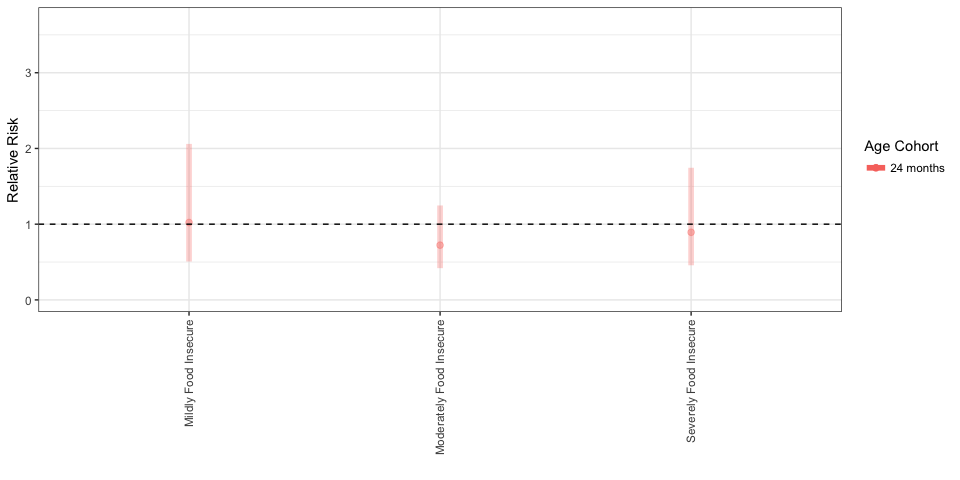 Relative Risk
3
2
1
0
Mildly Food Insecure
Moderately Food Insecure
Severely Food Insecure
Age Cohort
24 months